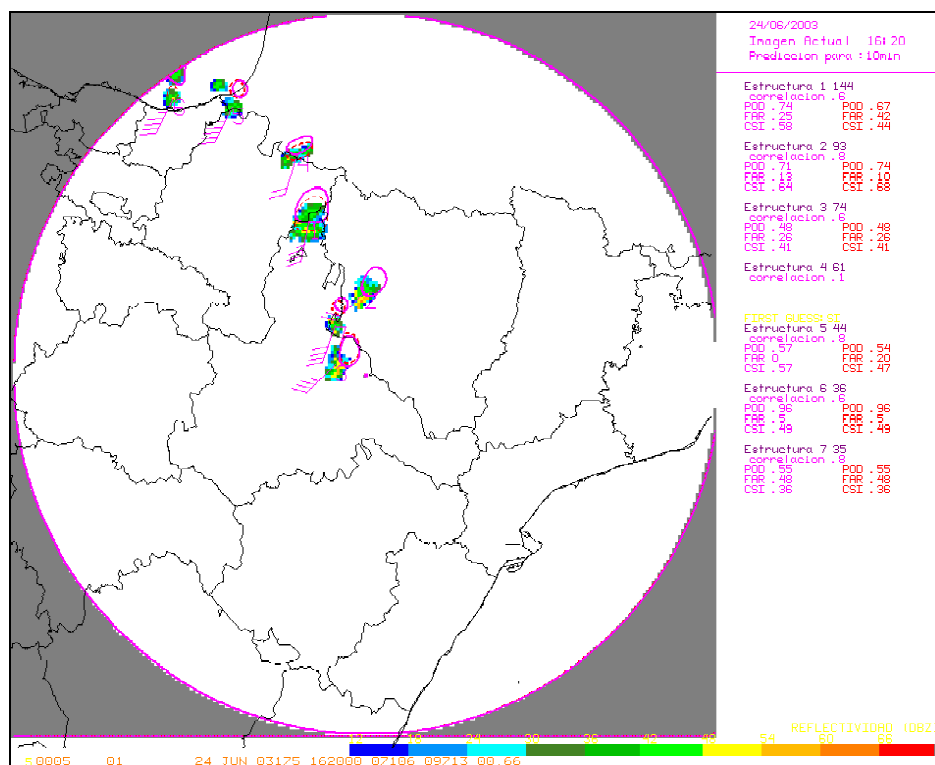 24/06/2003
Imagen Actual 16:20
Prediccion para :10min
Estructura 1 144
correlacion .6
POD .74 POD .67
FAR .25 FAR .42
CSI .58 CSI .44
Estructura 2 93
correlacion .8
POD .71 POD .74
FAR .13 FAR .10
CSI .64 CSI .68
Estructura 3 74
correlacion .6
POD .48 POD .48
FAR .26 FAR .26
CSI .41 CSI .41
Estructura 4 61
correlacion .1
FIRST GUESS:SI
Estructura 5 44
correlacion .8
POD .57 POD .54
FAR 0 FAR .20
CSI .57 CSI .47
Estructura 6 36
correlacion .6
POD .96 POD .96
FAR .5 FAR .5
CSI .49 CSI .49
Estructura 7 35
correlacion .8
POD .55 POD .55
FAR .48 FAR .48
CSI .36 CSI .36
REFLECTIVIDAD (DBZ
24 JUN 03175 162000 07106 09713 00.66